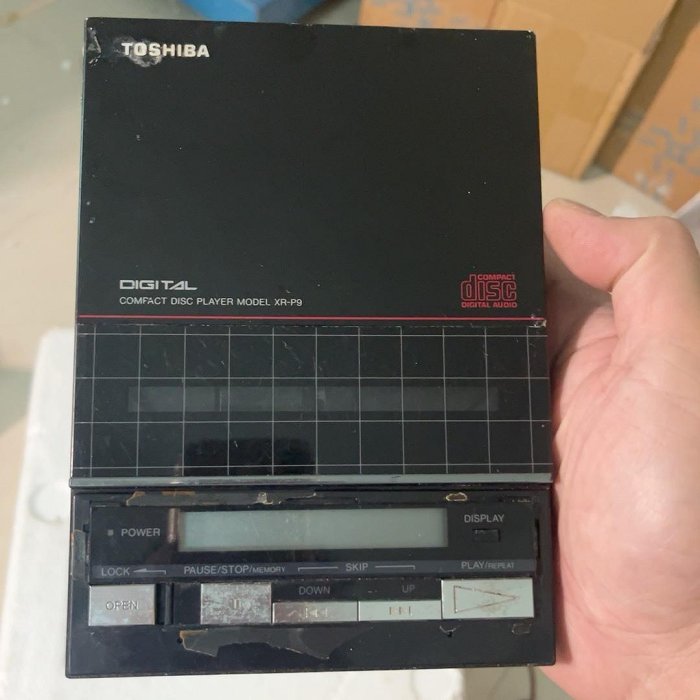 TOSHIBA
DIGITAL
COMPACT DISC PLAYER MODEL XR-P9
COMPACT
disc
DIGITAL AUDIO
POWER
DISPLAY
LOCK
PAUSE/STOP/MEMORY
SKIP
PLAY/REPEAT
DOWN
UP
OPEN